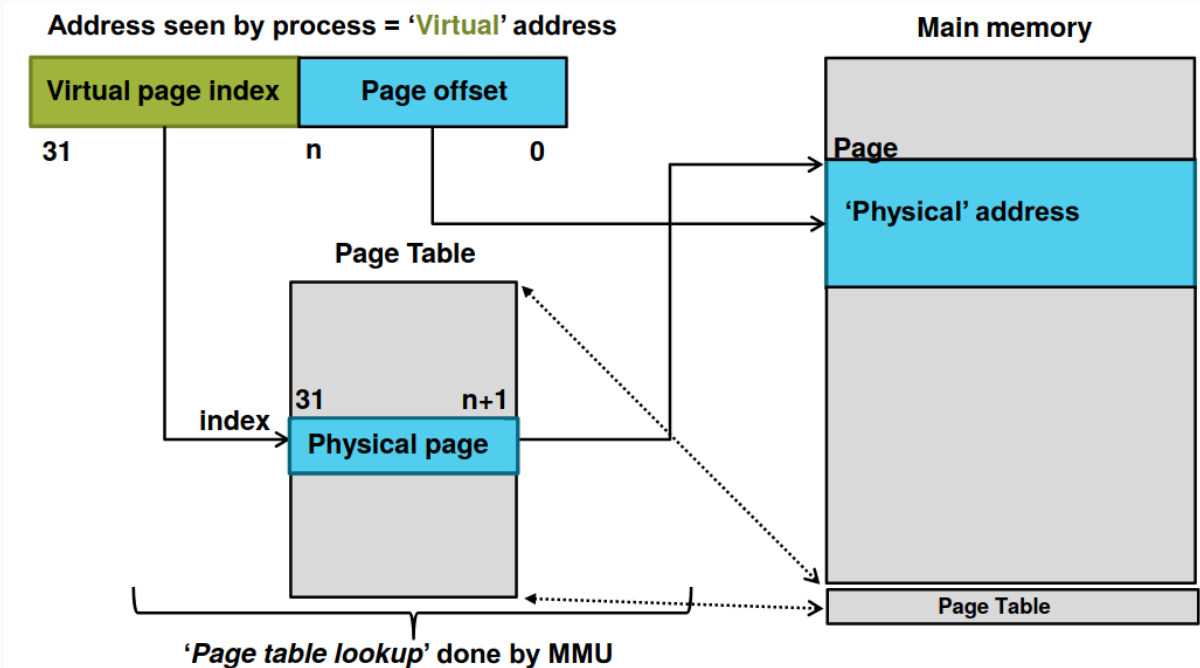 Address seen by process = ‘Virtual’ address
Main memory
Virtual page index
Page offset
31
n
0
Page
‘Physical’ address
Page Table
31
n+1
index
Physical page
Page Table
‘Page table lookup’ done by MMU